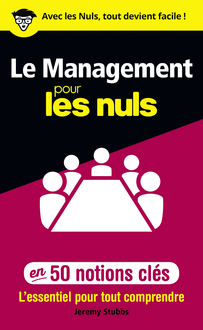 Avec les Nuls, tout devient facile !
Le Management
pour
les nuls
en 50 notions clés
L'essentiel pour tout comprendre
Jeremy Stubbs